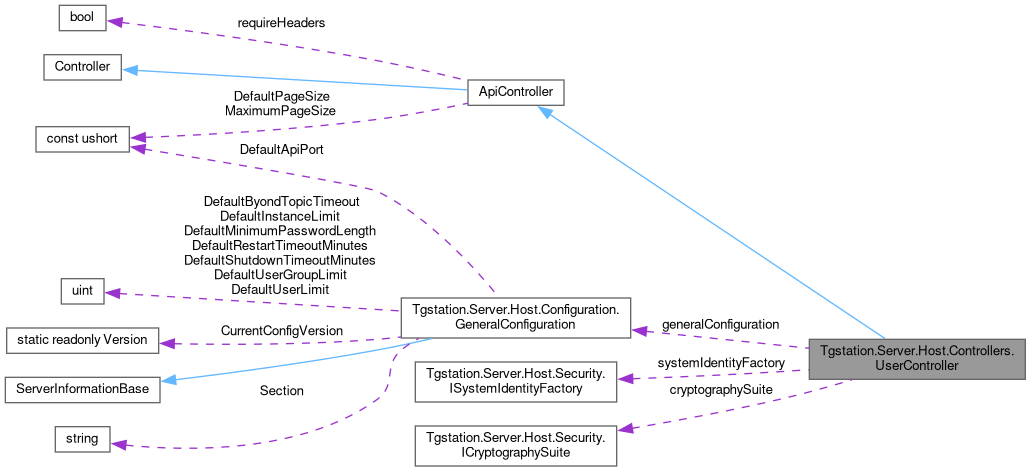 bool
requireHeaders
Controller
ApiController
DefaultPageSize
MaximumPageSize
const ushort
DefaultApiPort
DefaultByondTopicTimeout
DefaultInstanceLimit
DefaultMinimumPasswordLength
DefaultRestartTimeoutMinutes
DefaultShutdownTimeoutMinutes
DefaultUserGroupLimit
DefaultUserLimit
uint
Tgstation.Server.Host.Configuration.
GeneralConfiguration
generalConfiguration
CurrentConfigVersion
static readonly Version
Tgstation.Server.Host.Controllers.
UserController
systemIdentityFactory
Tgstation.Server.Host.Security.
ISystemIdentityFactory
ServerInformationBase
Section
cryptographySuite
string
Tgstation.Server.Host.Security.
ICryptographySuite